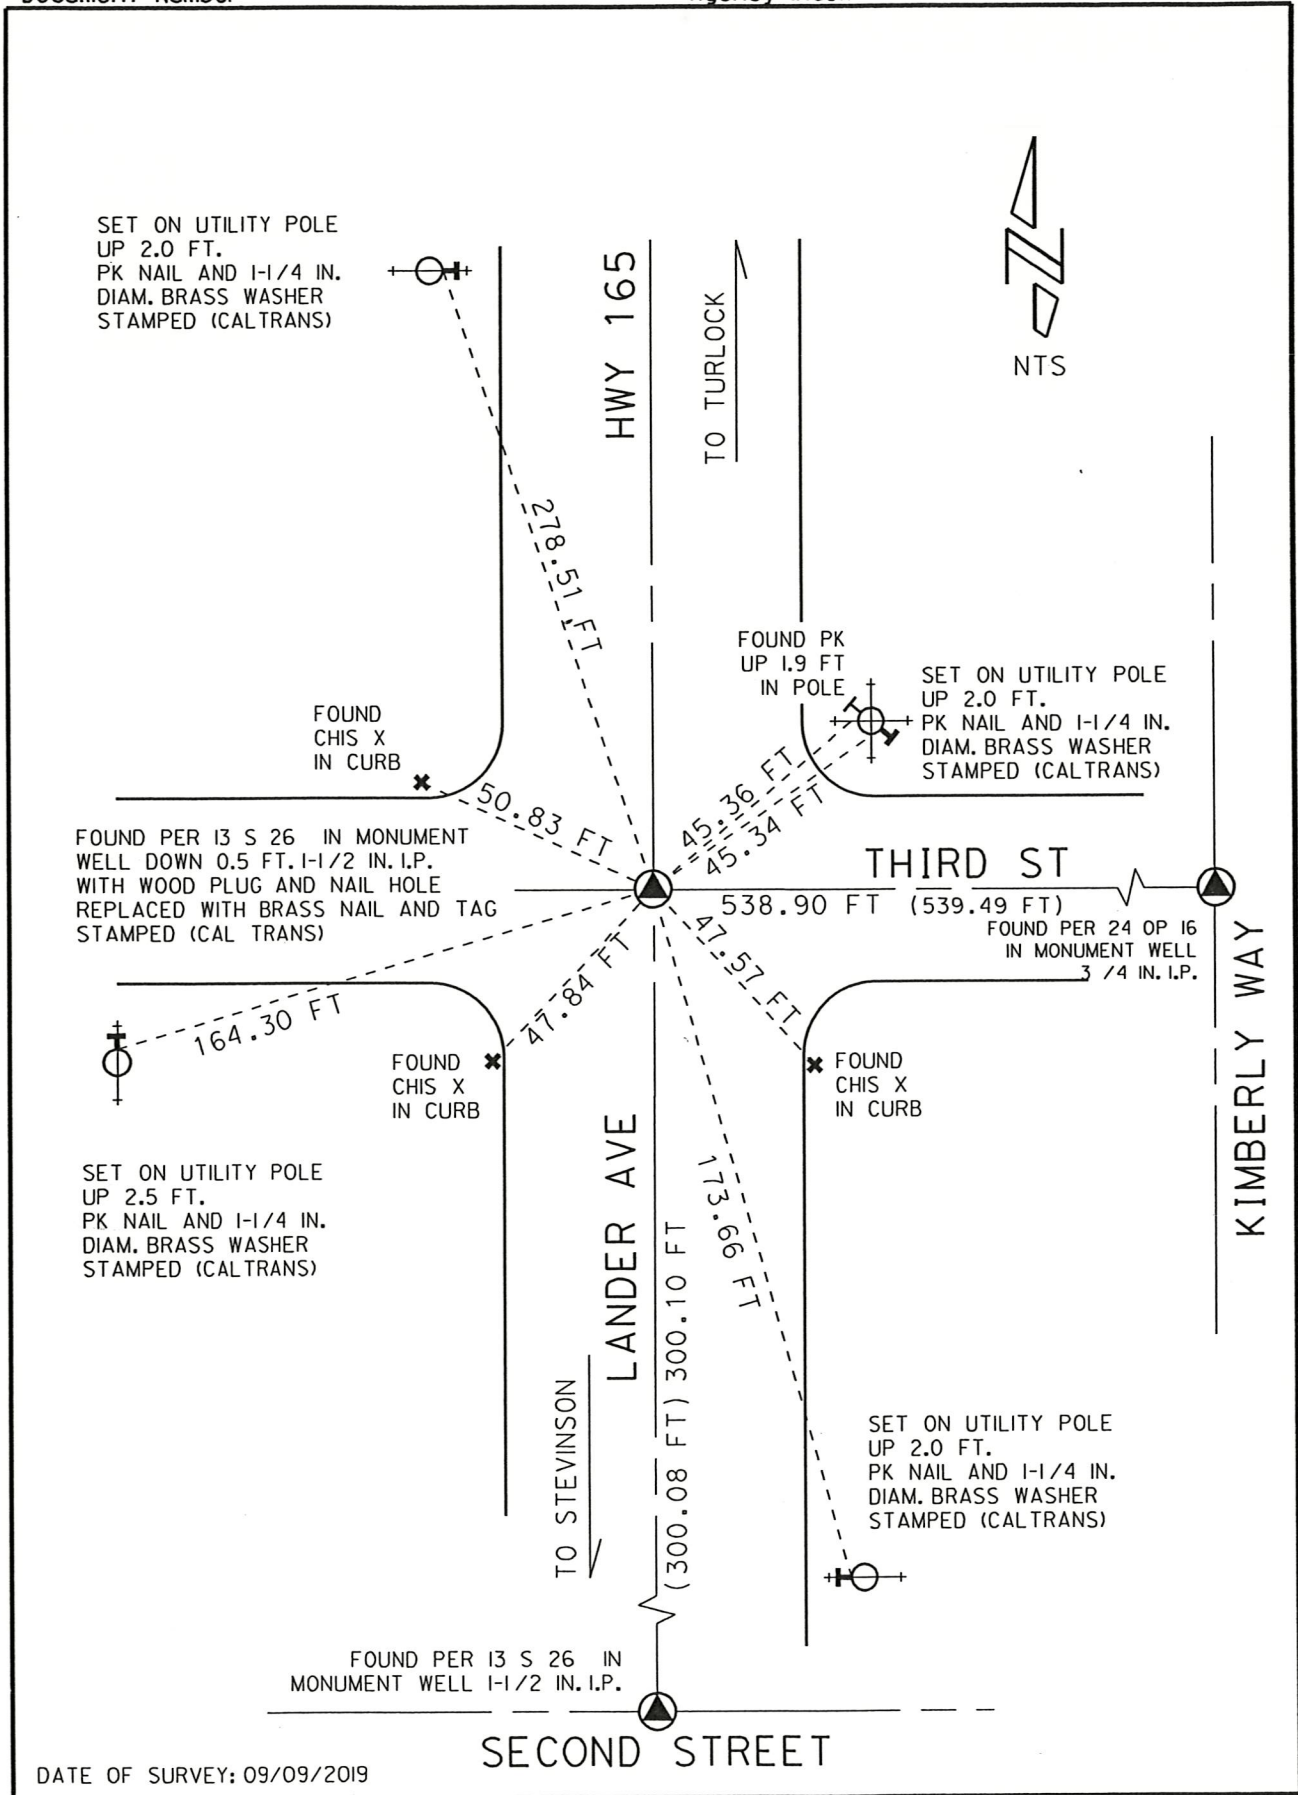 SET ON UTILITY POLE
UP 2.0 FT.
PK NAIL AND 1-1/4 IN.
DIAM. BRASS WASHER
STAMPED (CALTRANS)
HWY 165
TO TURLOCK
NTS
278.51 FT
FOUND PK
UP 1.9 FT
IN POLE
SET ON UTILITY POLE
UP 2.0 FT.
PK NAIL AND 1-1/4 IN.
DIAM. BRASS WASHER
STAMPED (CALTRANS)
FOUND
CHIS X
IN CURB
50.83 FT
45.36 FT
45.34 FT
FOUND PER 13 S 26 IN MONUMENT
WELL DOWN 0.5 FT. 1-1/2 IN. I.P.
WITH WOOD PLUG AND NAIL HOLE
REPLACED WITH BRASS NAIL AND TAG
STAMPED (CAL TRANS)
THIRD ST
538.90 FT (539.49 FT)
FOUND PER 24 OP 16
IN MONUMENT WELL
3 /4 IN. I.P.
KIMBERLY WAY
164.30 FT
47.84 FT
47.57 FT
FOUND
CHIS X
IN CURB
FOUND
CHIS X
IN CURB
SET ON UTILITY POLE
UP 2.5 FT.
PK NAIL AND 1-1/4 IN.
DIAM. BRASS WASHER
STAMPED (CALTRANS)
LANDER AVE
173.66 FT
(300.08 FT) 300.10 FT
TO STEVINSON
SET ON UTILITY POLE
UP 2.0 FT.
PK NAIL AND 1-1/4 IN.
DIAM. BRASS WASHER
STAMPED (CALTRANS)
FOUND PER 13 S 26 IN
MONUMENT WELL 1-1/2 IN. I.P.
SECOND STREET
DATE OF SURVEY: 09/09/2019